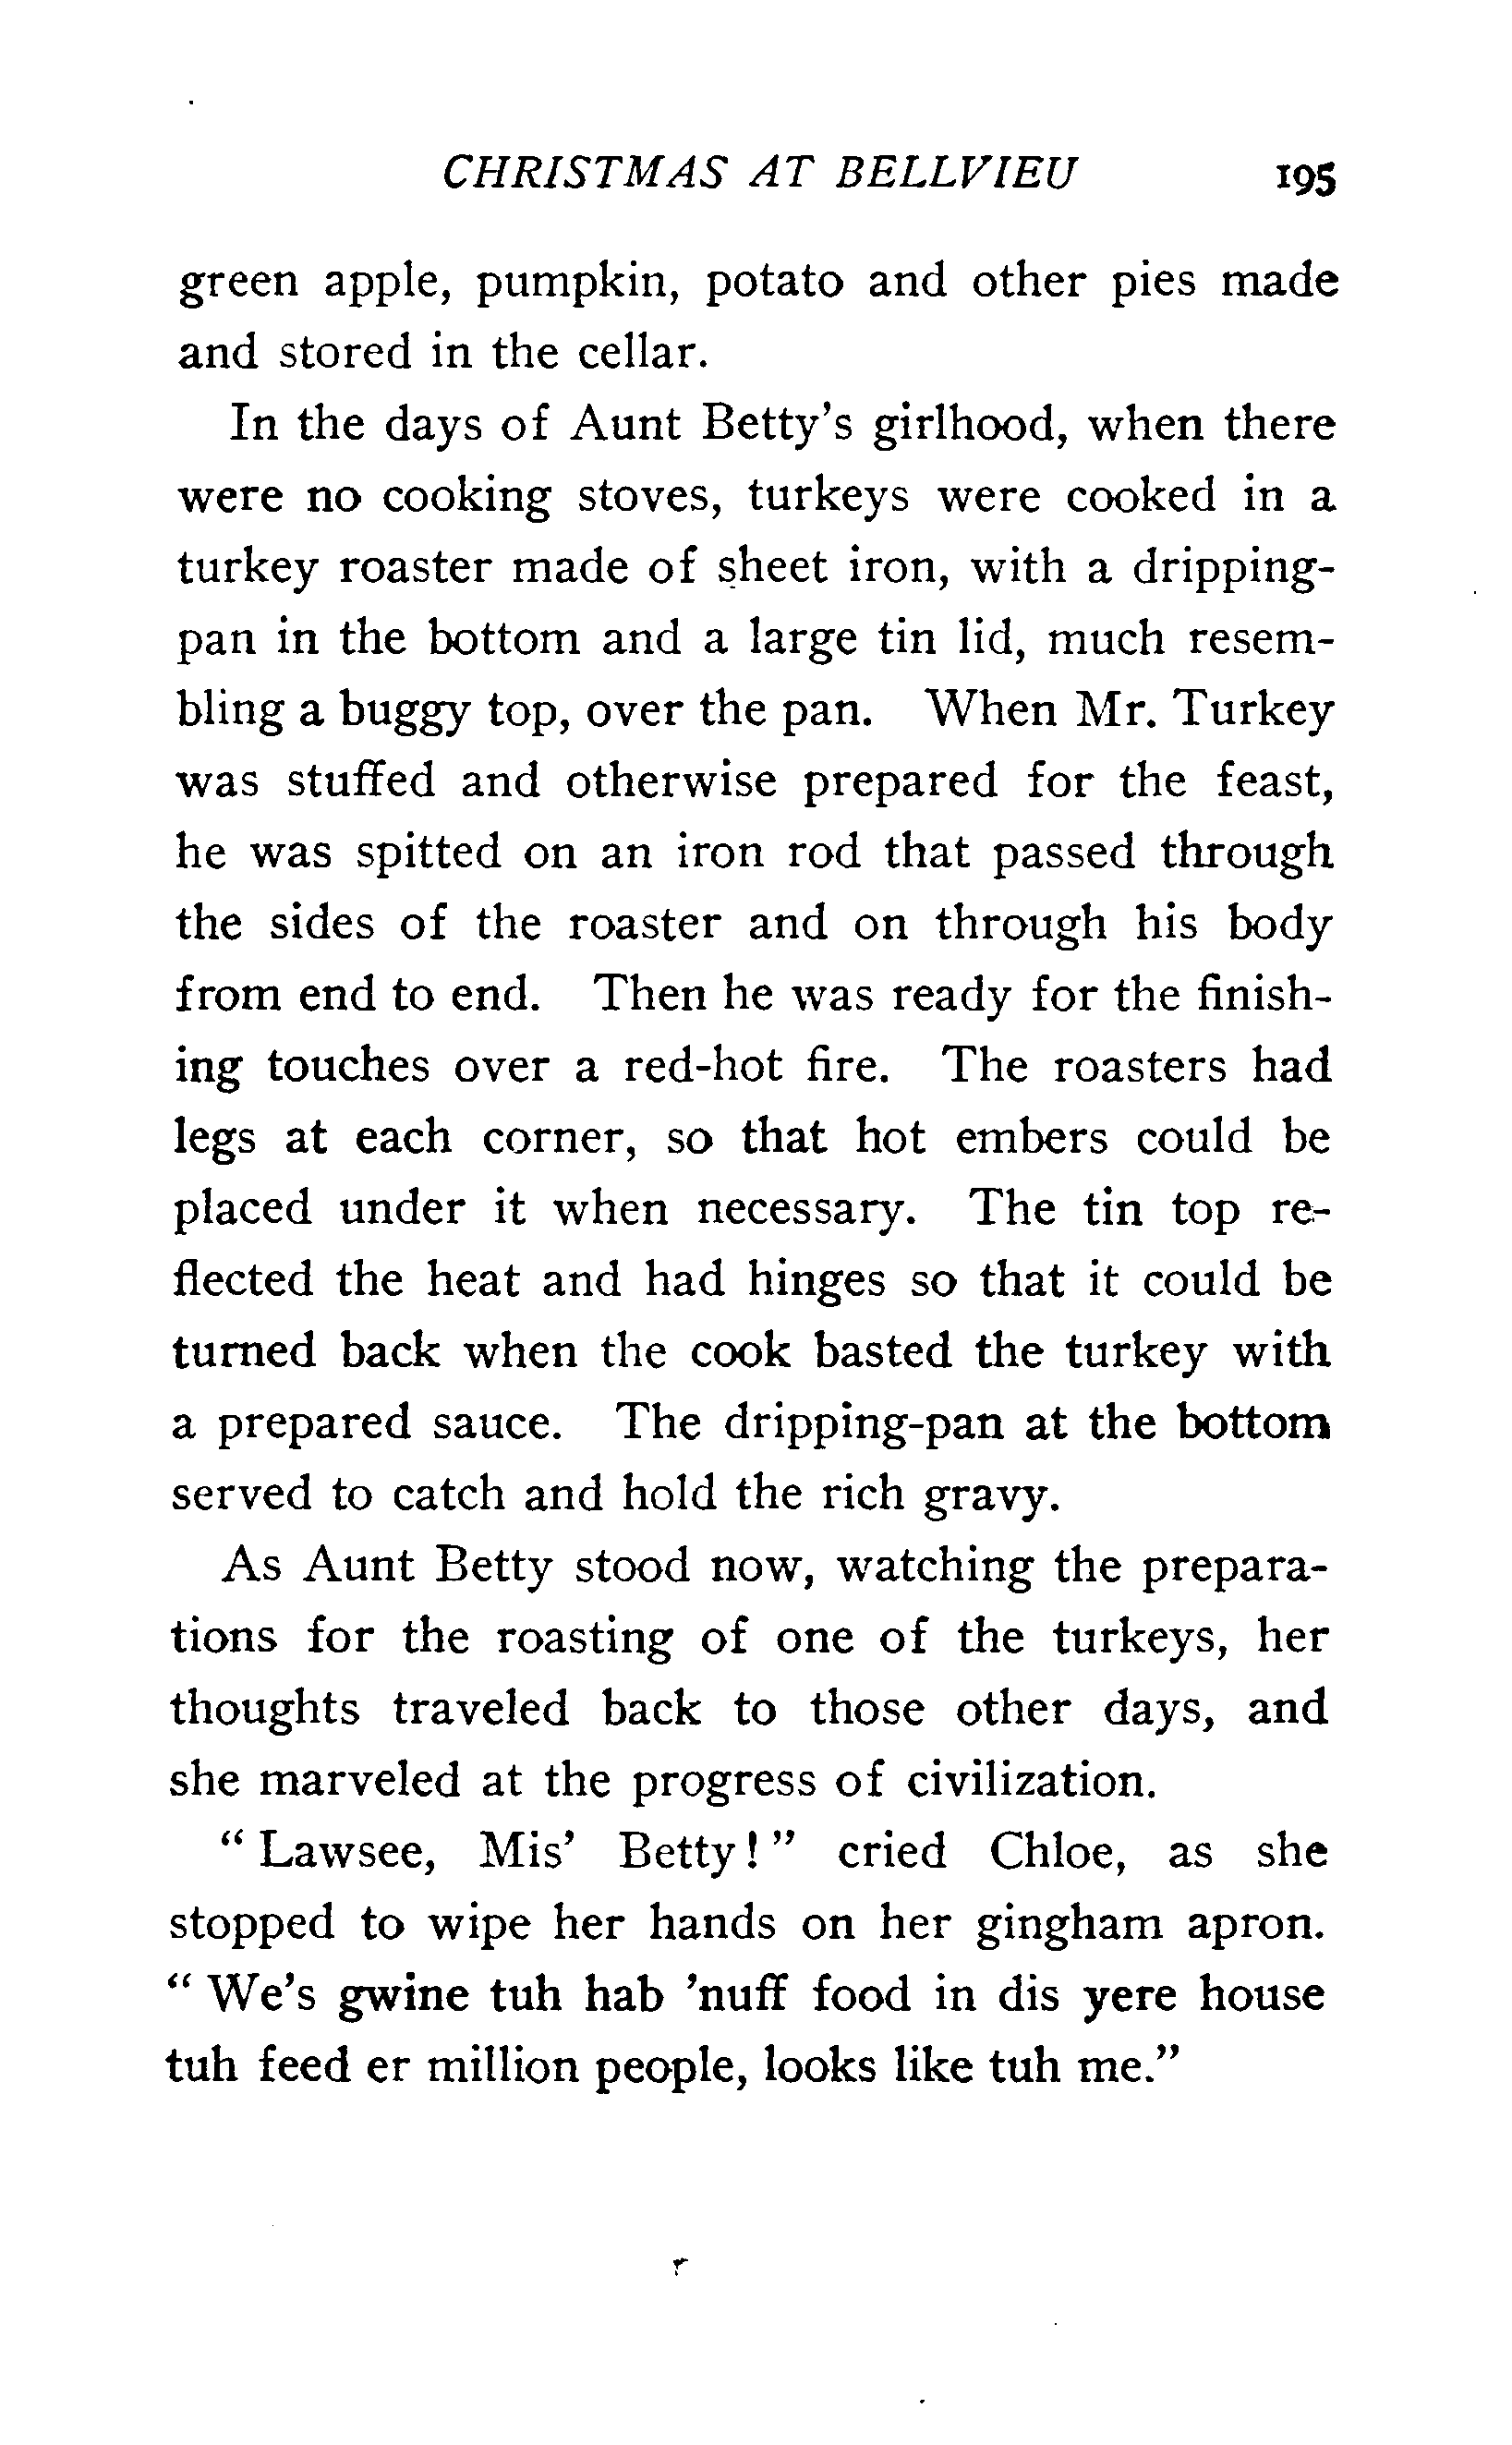 CHRISTMAS AT BELLVIEU 195
green apple, pumpkin, potato and other pies made
and stored in the cellar.
In the days of Aunt Betty's girlhood, when there
were no cooking stoves, turkeys were cooked in a
turkey roaster made of sheet iron, with a dripping-
pan in the bottom and a large tin lid, much resem-
bling a buggy top, over the pan. When Mr. Turkey
was stuffed and otherwise prepared for the feast,
he was spitted on an iron rod that passed through
the sides of the roaster and on through his body
from end to end. Then he was ready for the finish-
ing touches over a red-hot fire. The roasters had
legs at each corner, so that hot embers could be
placed under it when necessary. The tin top re-
flected the heat and had hinges so that it could be
turned back when the cook basted the turkey with
a prepared sauce. The dripping-pan at the bottom
served to catch and hold the rich gravy.
As Aunt Betty stood now, watching the prepara-
tions for the roasting of one of the turkeys, her
thoughts traveled back to those other days, and
she marveled at the progress of civilization.
" Lawsee, Mis' Betty! " cried Chloe, as she
stopped to wipe her hands on her gingham apron.
" We's gwine tuh hab 'nuff food in dis yere house
tuh feed er million people, looks like tuh me."